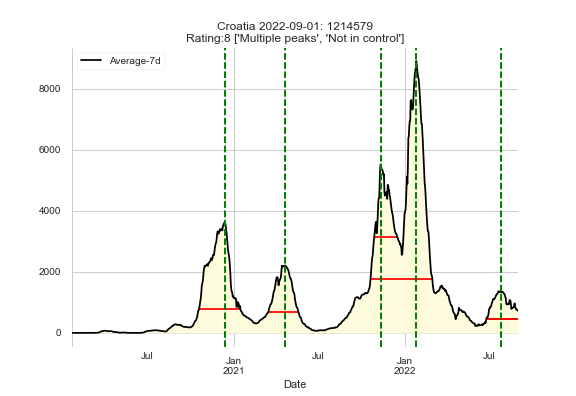 Croatia 2022-09-01: 1214579
Rating:8 ['Multiple peaks', 'Not in control']
Average-7d
8000
6000
4000
2000
0
Jul
Jan
2021
Jul
Jan
2022
Jul
Date